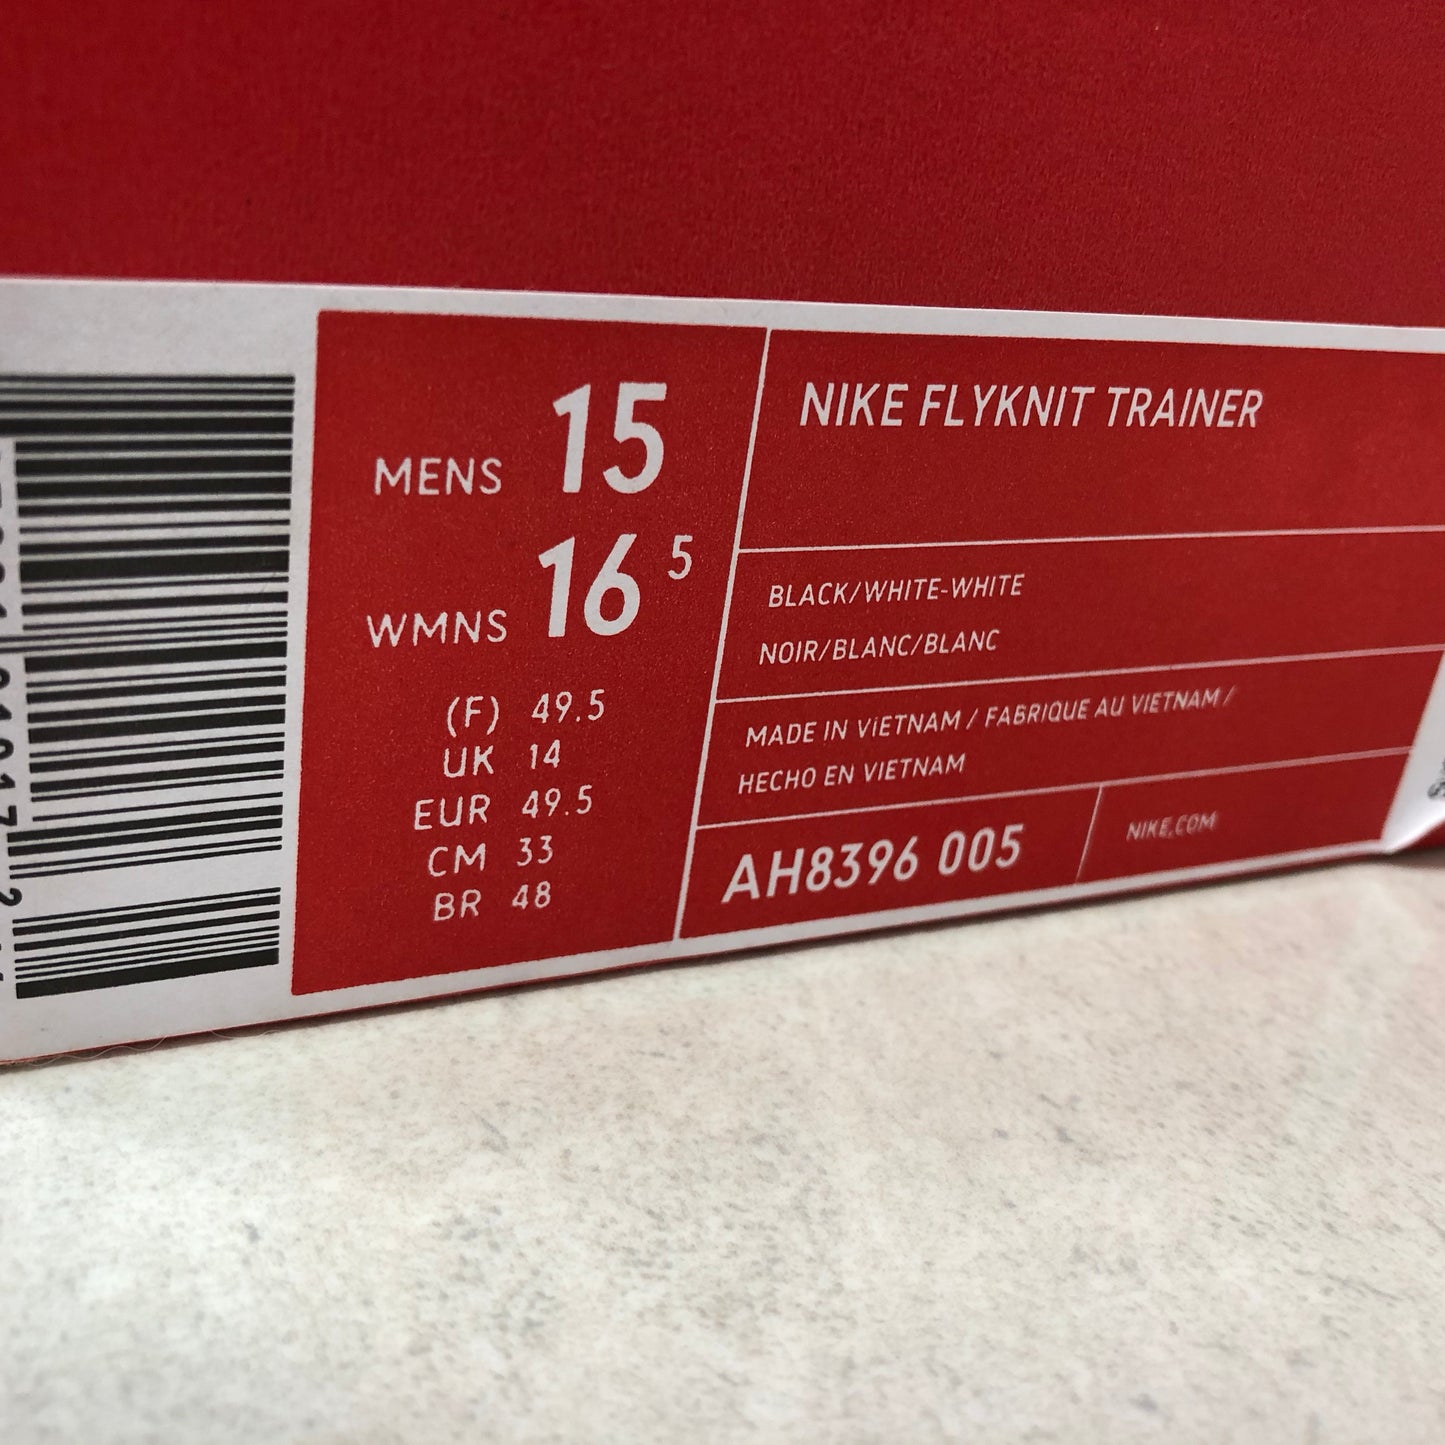 MENS 15
WMNS 16 5
(F) 49.5
UK 14
EUR 49.5
CM 33
BR 48
NIKE FLYKNIT TRAINER
BLACK/WHITE-WHITE
NOIR/BLANC/BLANC
MADE IN VIETNAM / FABRIQUE AU VIETNAM /
HECHO EN VIETNAM
AH8396 005
NIKE.COM